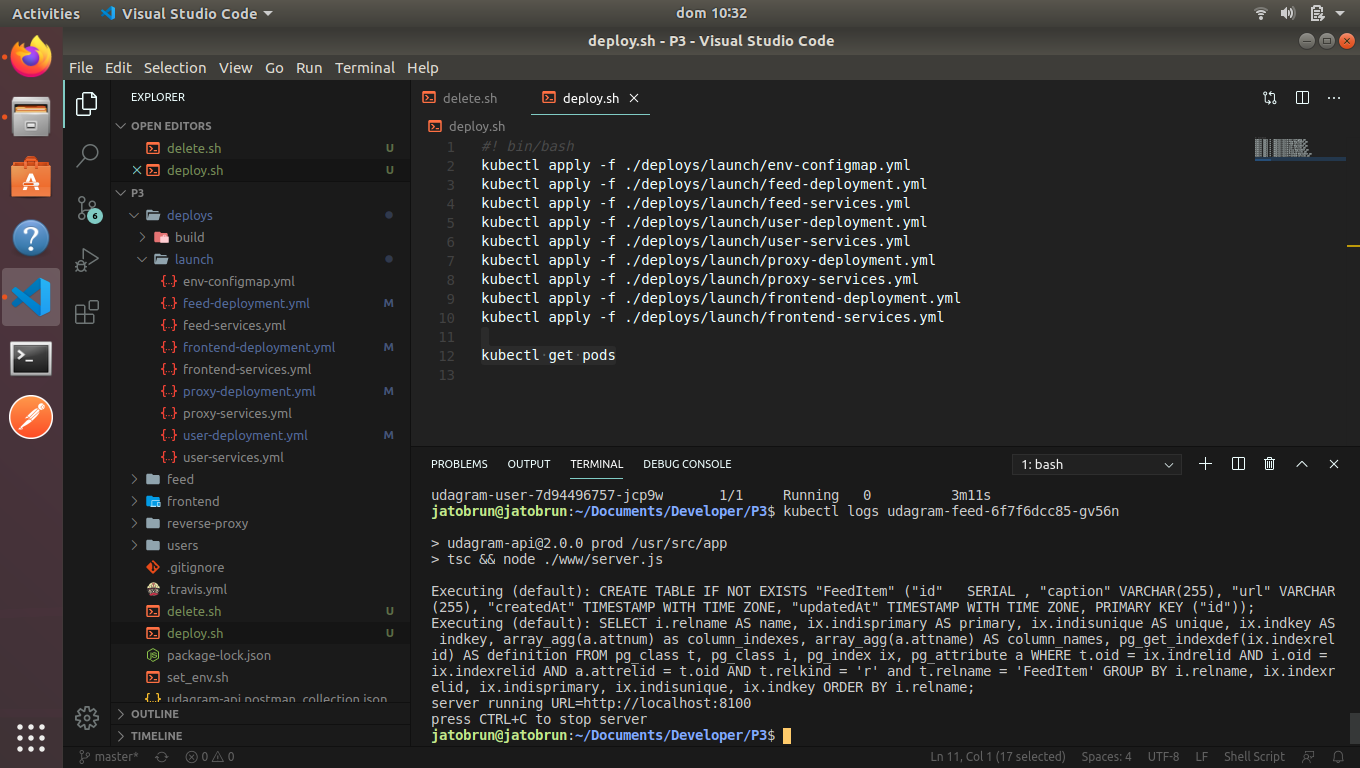 Activities
Visual Studio Code
dom 10:32
deploy.sh - P3 - Visual Studio Code
File Edit Selection View Go Run Terminal Help
EXPLORER
OPEN EDITORS
delete.sh U
deploy.sh U
P3
deploys
build
launch
env-configmap.yml
feed-deployment.yml M
feed-services.yml
frontend-deployment.yml M
frontend-services.yml
proxy-deployment.yml M
proxy-services.yml
user-deployment.yml M
user-services.yml
feed
frontend
reverse-proxy
users
.gitignore
.travis.yml
delete.sh U
deploy.sh U
package-lock.json
set_env.sh
udagram-api.postman_collection.json
OUTLINE
TIMELINE
6
delete.sh
deploy.sh
deploy.sh
1 #! bin/bash
2 kubectl apply -f ./deploys/launch/env-configmap.yml
3 kubectl apply -f ./deploys/launch/feed-deployment.yml
4 kubectl apply -f ./deploys/launch/feed-services.yml
5 kubectl apply -f ./deploys/launch/user-deployment.yml
6 kubectl apply -f ./deploys/launch/user-services.yml
7 kubectl apply -f ./deploys/launch/proxy-deployment.yml
8 kubectl apply -f ./deploys/launch/proxy-services.yml
9 kubectl apply -f ./deploys/launch/frontend-deployment.yml
10 kubectl apply -f ./deploys/launch/frontend-services.yml
11
12 kubectl·get·pods
13
PROBLEMS OUTPUT TERMINAL DEBUG CONSOLE
1: bash
udagram-user-7d94496757-jcp9w 1/1 Running 0 3m11s
jatobrun@jatobrun:~/Documents/Developer/P3$ kubectl logs udagram-feed-6f7f6dcc85-gv56n
> udagram-api@2.0.0 prod /usr/src/app
> tsc && node ./www/server.js
Executing (default): CREATE TABLE IF NOT EXISTS "FeedItem" ("id" SERIAL , "caption" VARCHAR(255), "url" VARCHAR
(255), "createdAt" TIMESTAMP WITH TIME ZONE, "updatedAt" TIMESTAMP WITH TIME ZONE, PRIMARY KEY ("id"));
Executing (default): SELECT i.relname AS name, ix.indisprimary AS primary, ix.indisunique AS unique, ix.indkey AS
indkey, array_agg(a.attnum) as column_indexes, array_agg(a.attname) AS column_names, pg_get_indexdef(ix.indexrel
id) AS definition FROM pg_class t, pg_class i, pg_index ix, pg_attribute a WHERE t.oid = ix.indrelid AND i.oid =
ix.indexrelid AND a.attrelid = t.oid AND t.relkind = 'r' and t.relname = 'FeedItem' GROUP BY i.relname, ix.indexr
elid, ix.indisprimary, ix.indisunique, ix.indkey ORDER BY i.relname;
server running URL=http://localhost:8100
press CTRL+C to stop server
jatobrun@jatobrun:~/Documents/Developer/P3$
master* 0 0 Ln 11, Col 1 (17 selected) Spaces: 4 UTF-8 LF Shell Script